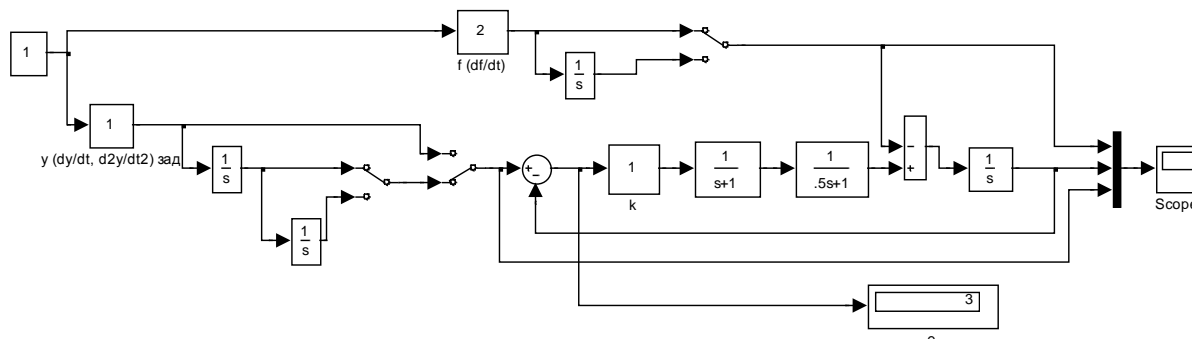 1
2
f (df/dt)
1
s
1
y (dy/dt, d2y/dt2) зад
1
s
1
s
+
−
1
k
1
s+1
1
.5s+1
−
+
1
s
Scope
3